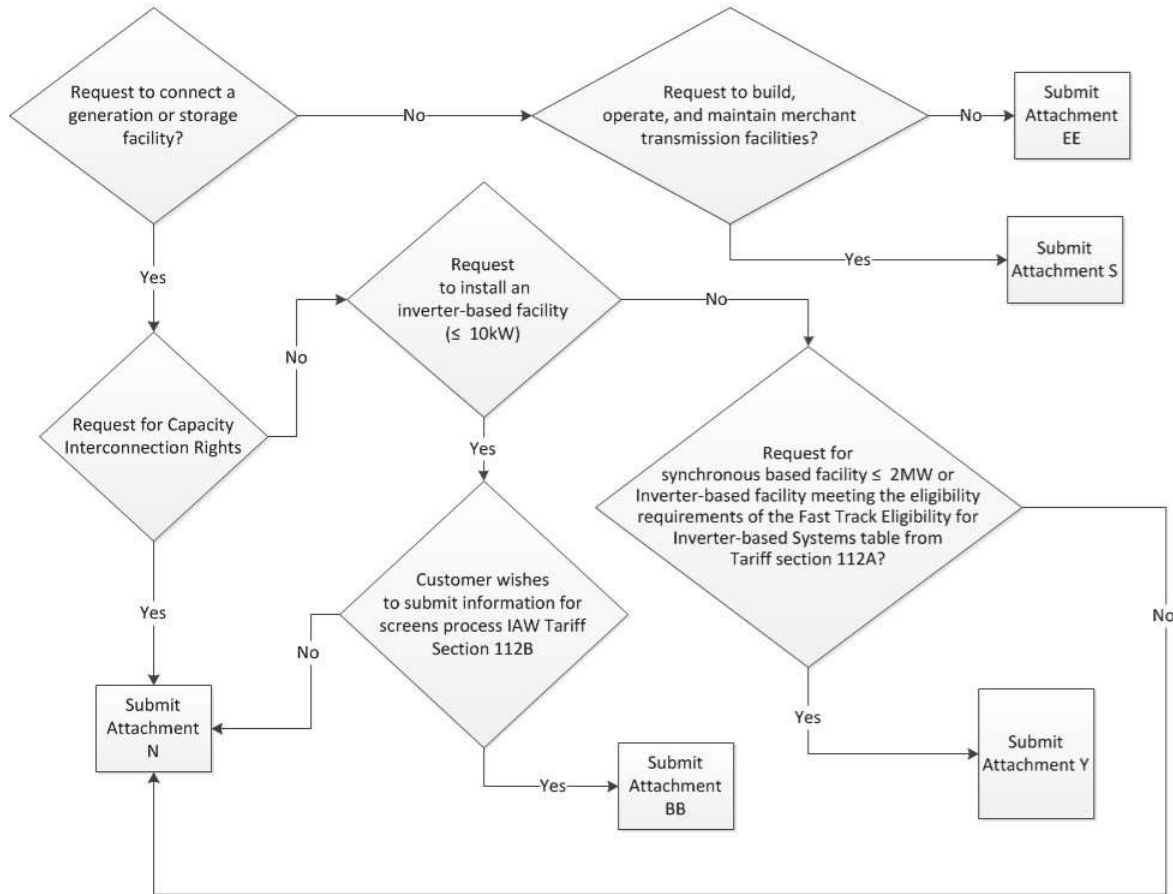 Request to connect a
generation or storage
facility?
No
Request to build,
operate, and maintain merchant
transmission facilities?
No
Submit
Attachment
EE
Yes
Submit
Attachment S
Yes
Request
to install an
inverter-based facility
(≤ 10kW)
No
No
Request for Capacity
Interconnection Rights
Yes
Request for
synchronous based facility ≤ 2MW or
Inverter-based facility meeting the eligibility
requirements of the Fast Track Eligibility for
Inverter-based Systems table from
Tariff section 112A?
Customer wishes
to submit information for
screens process IAW Tariff
Section 112B
Yes
No
No
Submit
Attachment
N
Yes
Submit
Attachment
BB
Yes
Submit
Attachment Y